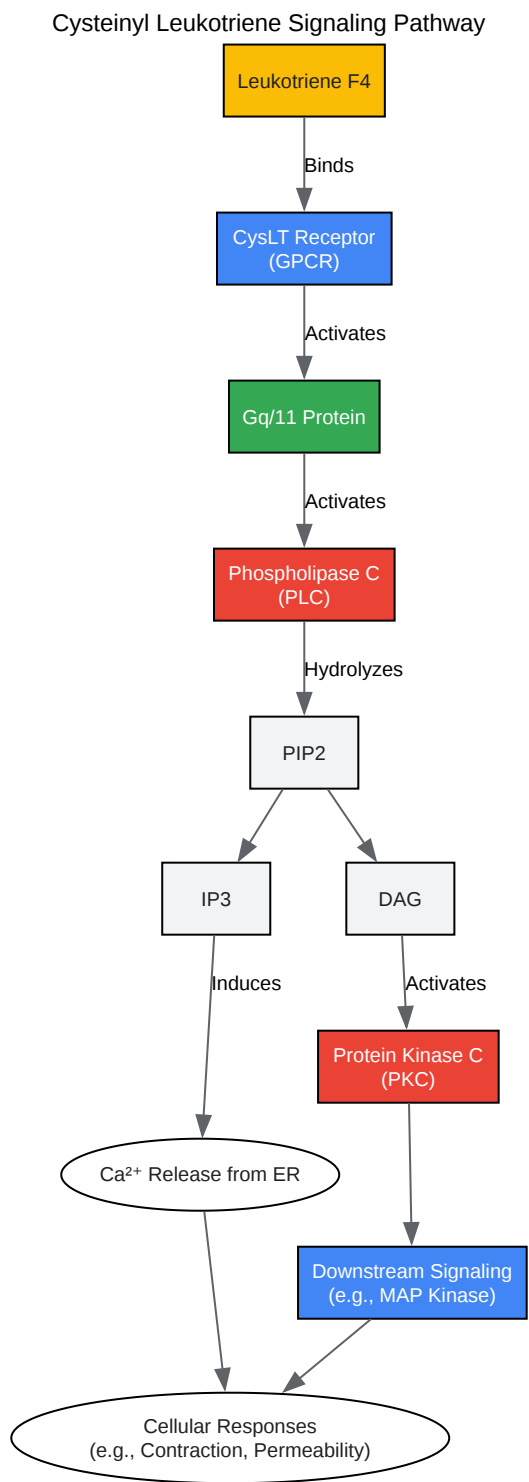 Cysteinyl Leukotriene Signaling Pathway
Leukotriene F4
Binds
CysLT Receptor
(GPCR)
Activates
Gq/11 Protein
Activates
Phospholipase C
(PLC)
Hydrolyzes
PIP2
IP3
DAG
Induces
Activates
Protein Kinase C
(PKC)
Ca²⁺ Release from ER
Downstream Signaling
(e.g., MAP Kinase)
Cellular Responses
(e.g., Contraction, Permeability)